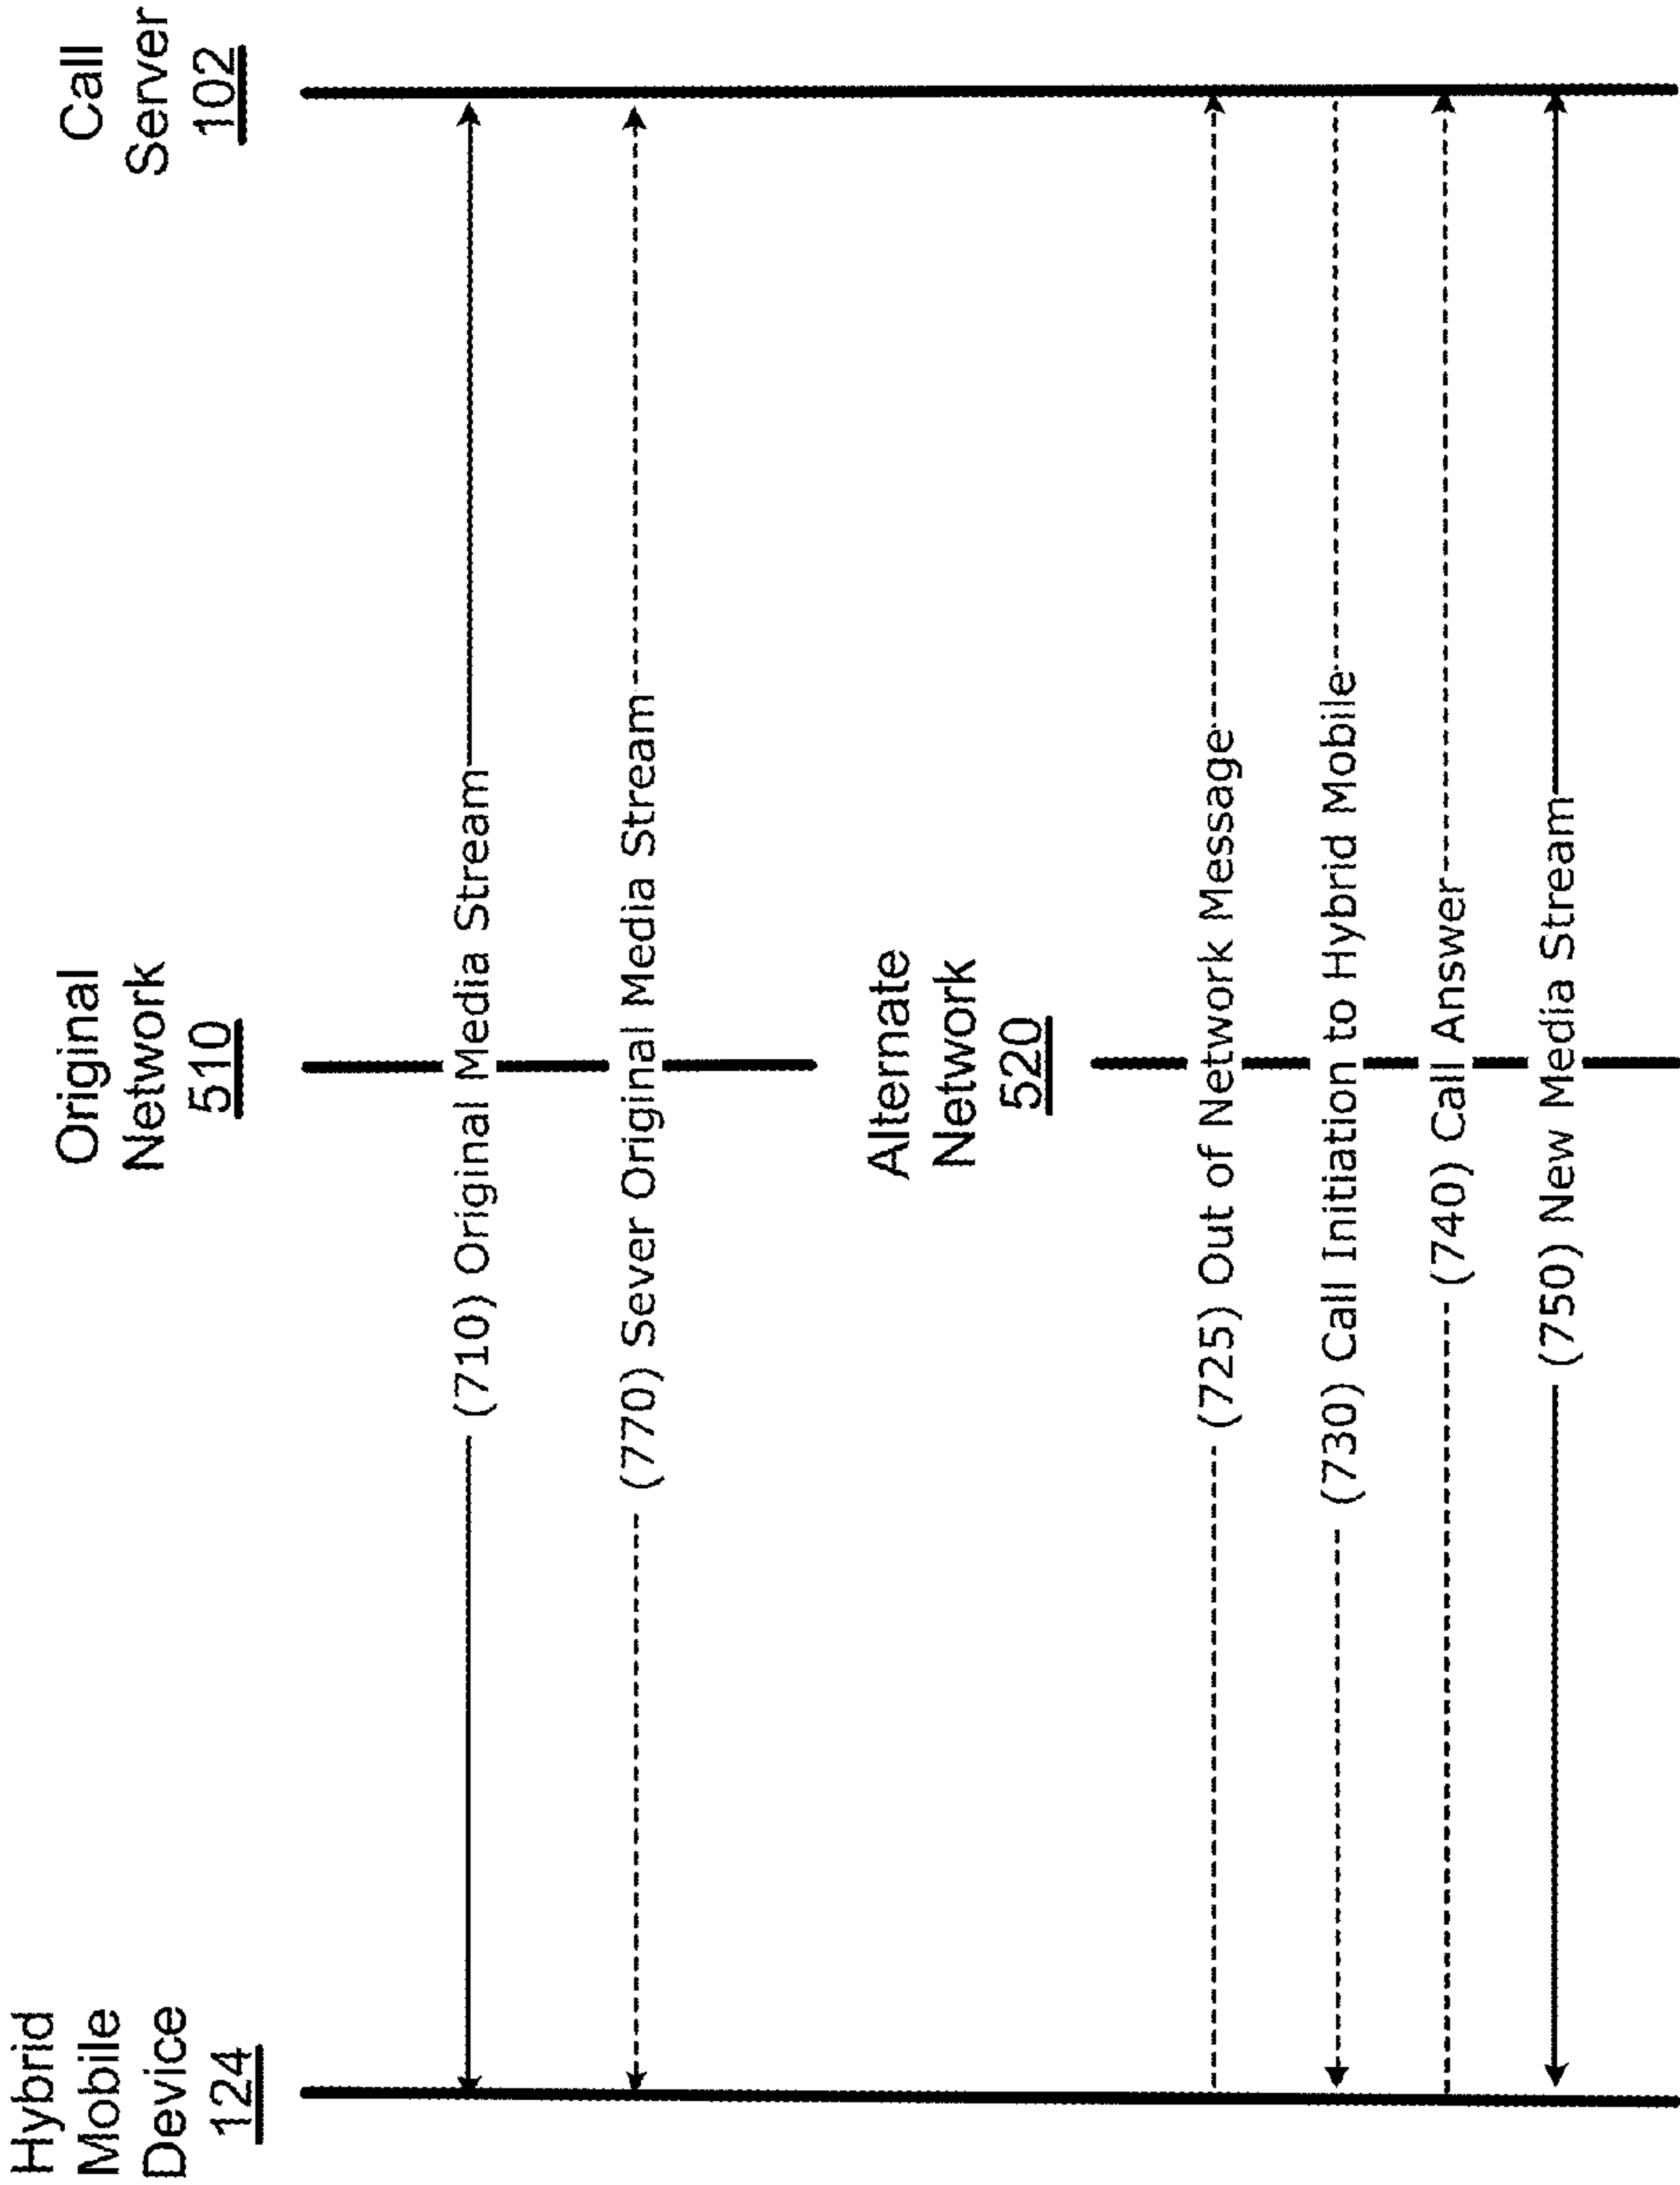 Hybrid
Mobile
Device
124
Original
Network
510
Call
Server
102
(710) Original Media Stream
(770) Sever Original Media Stream
Alternate
Network
520
(725) Out of Network Message
(730) Call Initiation to Hybrid Mobile
(740) Call Answer
(750) New Media Stream